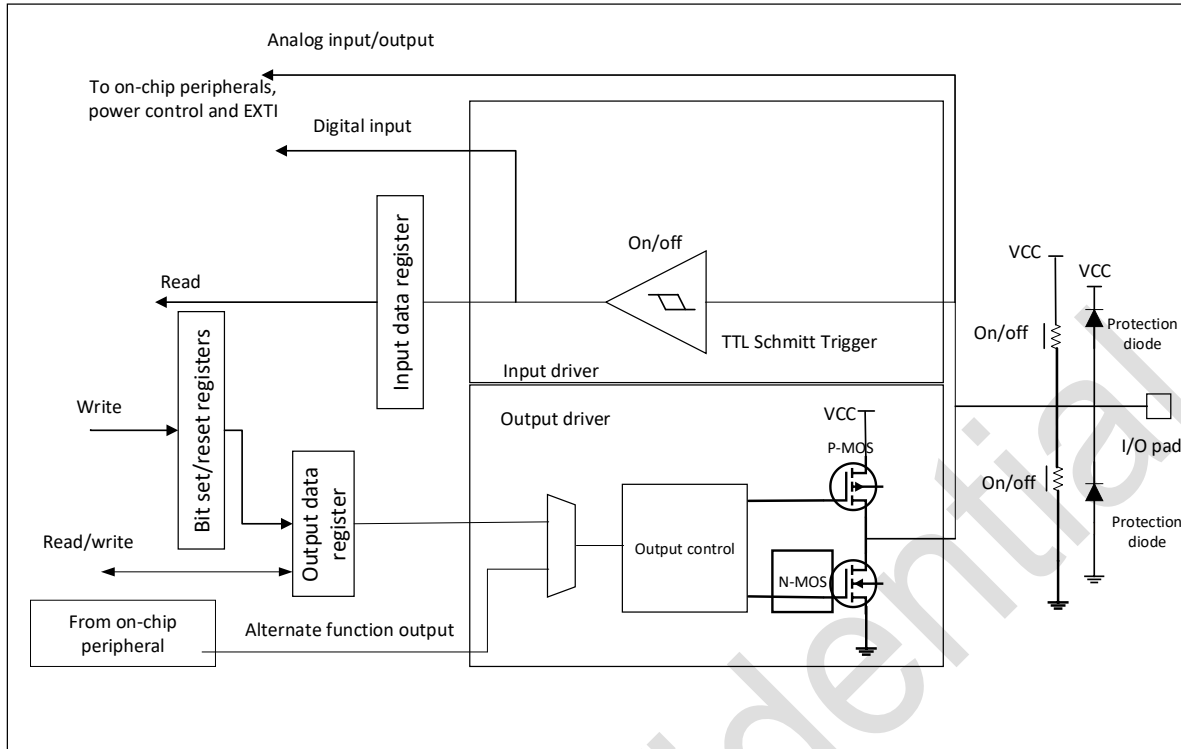 Analog input/output
To on-chip peripherals,
power control and EXTI
Digital input
Input data register
On/off
Read
TTL Schmitt Trigger
Input driver
VCC
VCC
On/off
Protection
diode
Bit set/reset registers
Write
Output driver
VCC
P-MOS
I/O pad
On/off
Output data
register
Output control
N-MOS
Protection
diode
Read/write
From on-chip
peripheral
Alternate function output